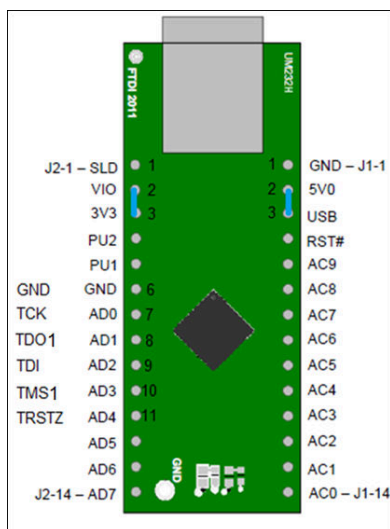 FTDI 2011
UM232H
J2-1 – SLD 1 1 GND – J1-1
VIO 2 2 5V0
3V3 3 3 USB
PU2 RST#
PU1 AC9
GND GND 6 AC8
TCK AD0 7 AC7
TDO1 AD1 8 AC6
TDI AD2 9 AC5
TMS1 AD3 10 AC4
TRSTZ AD4 11 AC3
AD5 AC2
AD6 AC1
GND
J2-14 – AD7 AC0 – J1-14